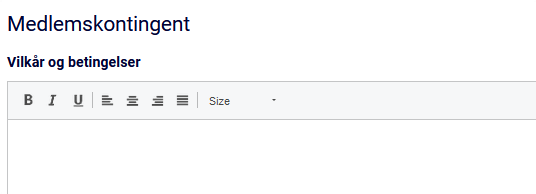 Medlemskontingent
Vilkår og betingelser
B I U Size